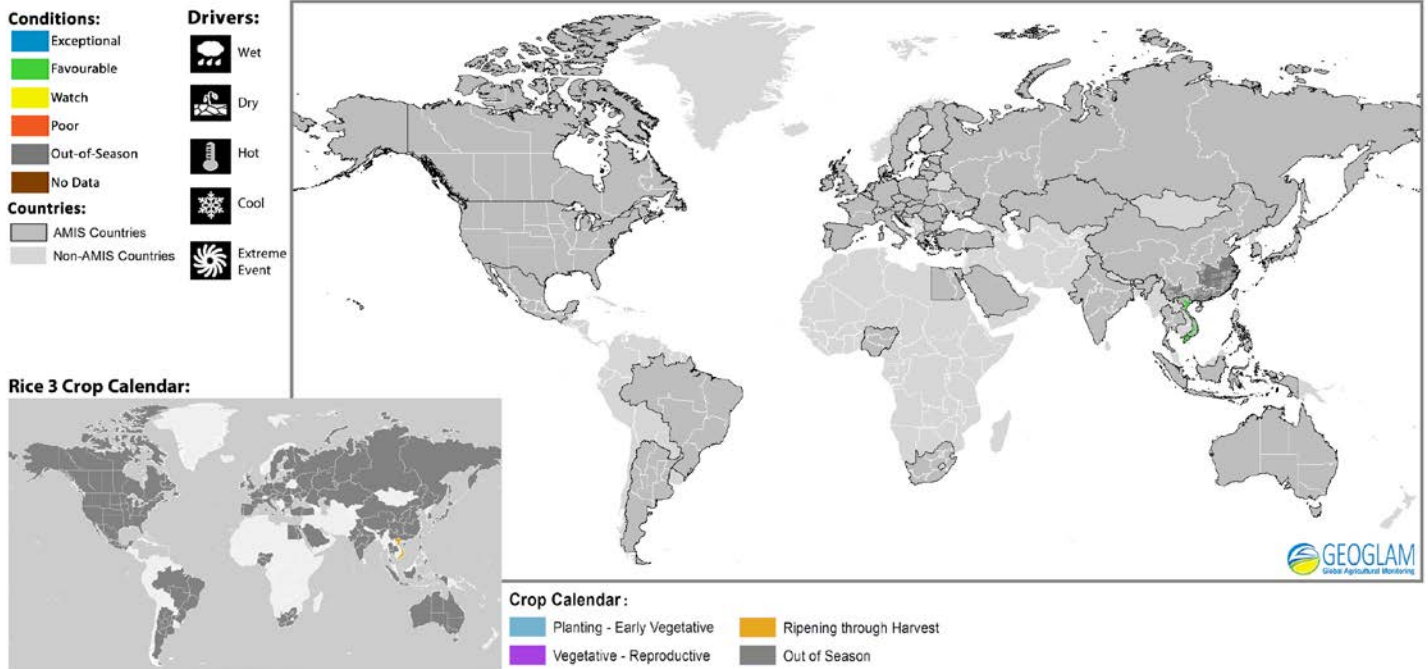 Conditions:
Exceptional
Favourable
Watch
Poor
Out-of-Season
No Data
Countries:
AMIS Countries
Non-AMIS Countries
Drivers:
Wet
Dry
Hot
Cool
Extreme
Event
Rice 3 Crop Calendar:
GEOGLAM
Global Agricultural Monitoring
Crop Calendar :
Planting - Early Vegetative
Vegetative - Reproductive
Ripening through Harvest
Out of Season